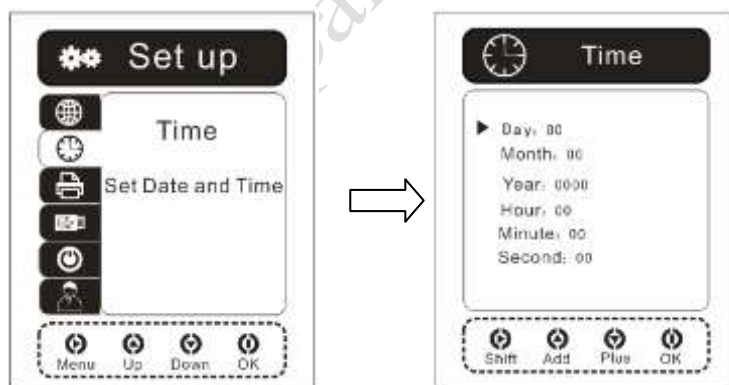 Set up
Time
Set Date and Time
Menu Up Down OK
Time
Day: 00
Month: 00
Year: 0000
Hour: 00
Minute: 00
Second: 00
Shift Add Plus OK